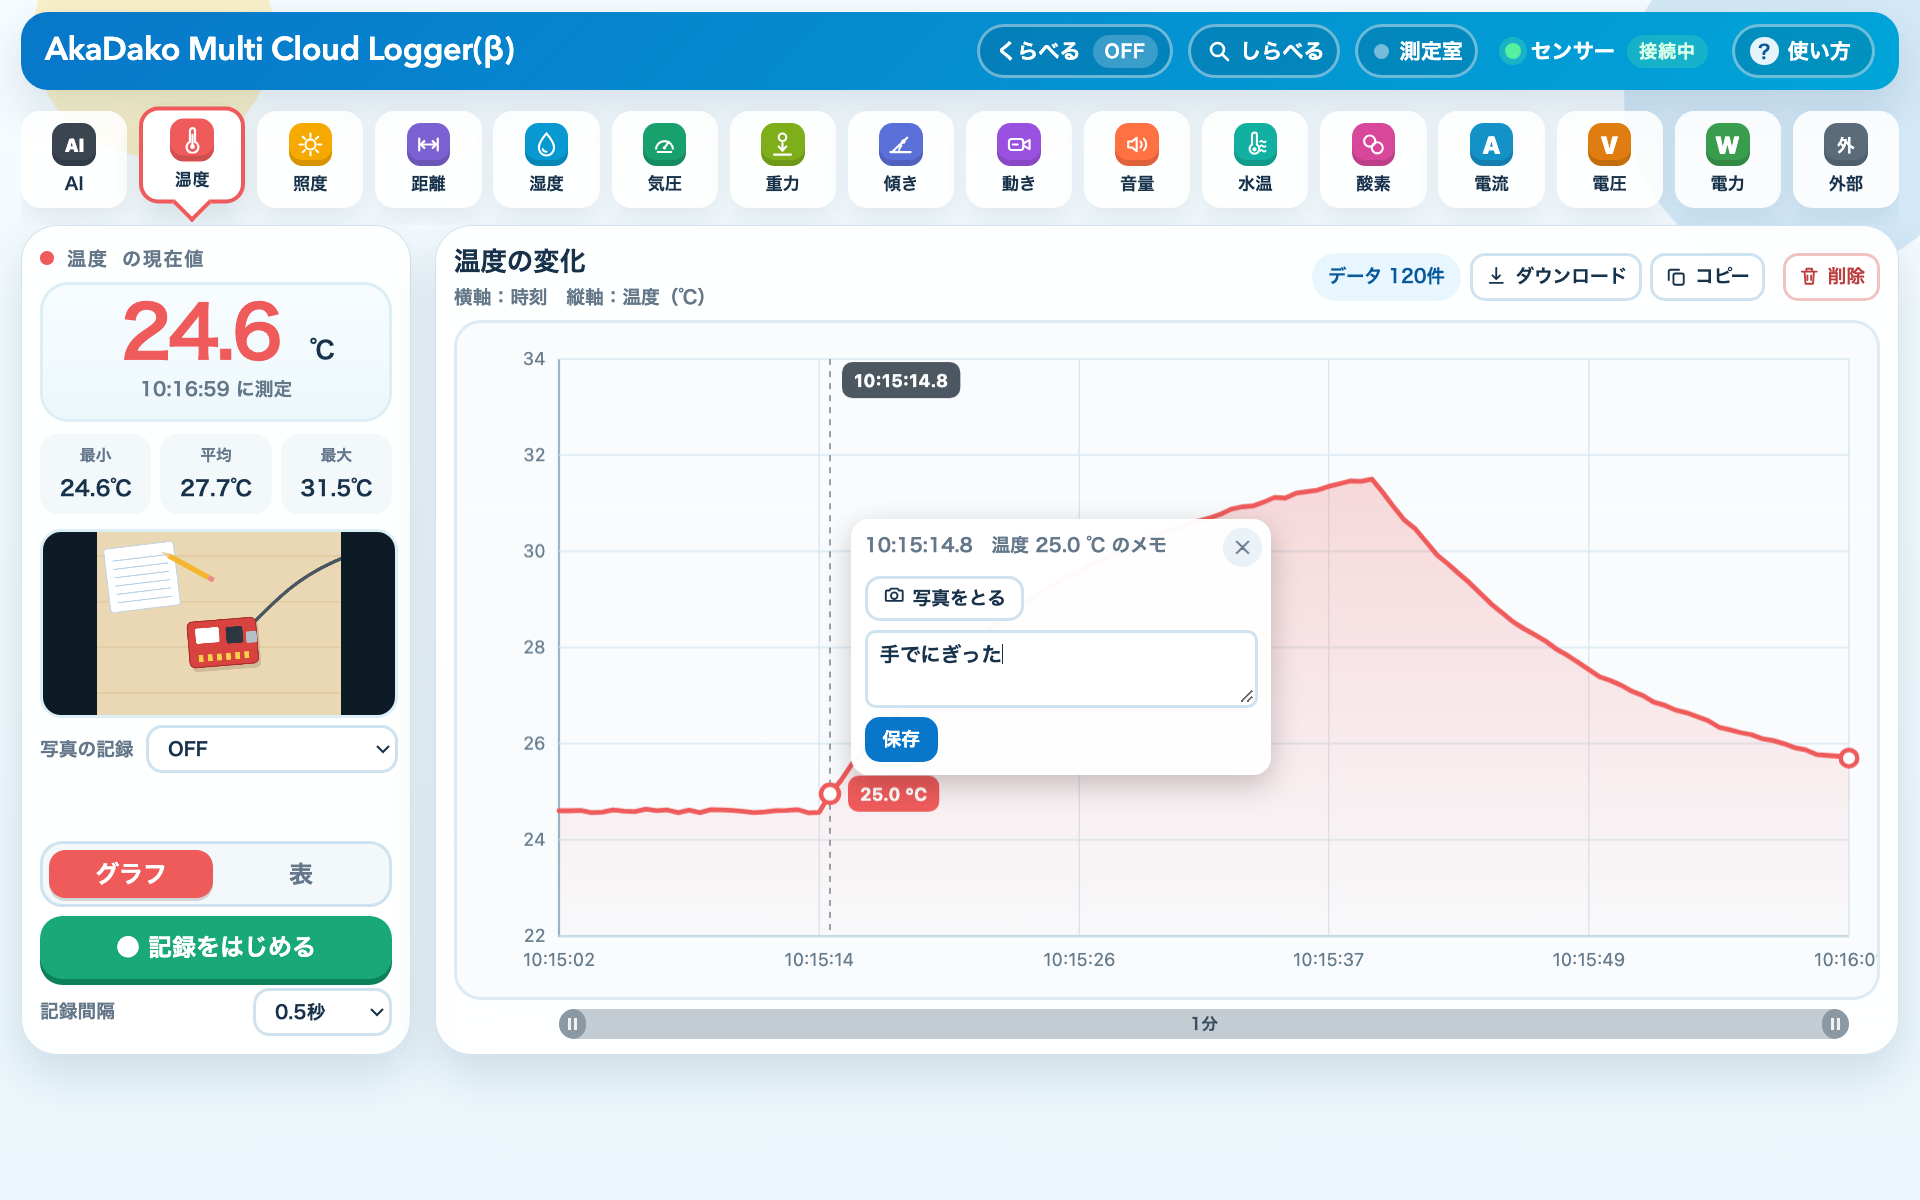 AkaDako Multi Cloud Logger(β)
くらべる OFF
しらべる
測定室
センサー 接続中
? 使い方
AI AI
温度
照度
距離
湿度
気圧
重力
傾き
動き
音量
水温
酸素
A 電流
V 電圧
W 電力
外 外部
温度 の現在値
24.6 ℃
10:16:59 に測定
最小 24.6℃
平均 27.7℃
最大 31.5℃
写真の記録 OFF
グラフ 表
記録をはじめる
記録間隔 0.5秒
温度の変化
横軸：時刻 縦軸：温度（℃）
データ 120件
ダウンロード
コピー
削除
34
32
30
28
26
24
22
10:15:14.8
10:15:14.8 温度 25.0 ℃ のメモ
写真をとる
手でにぎった
保存
25.0 °C
10:15:02 10:15:14 10:15:26 10:15:37 10:15:49 10:16:0
1分